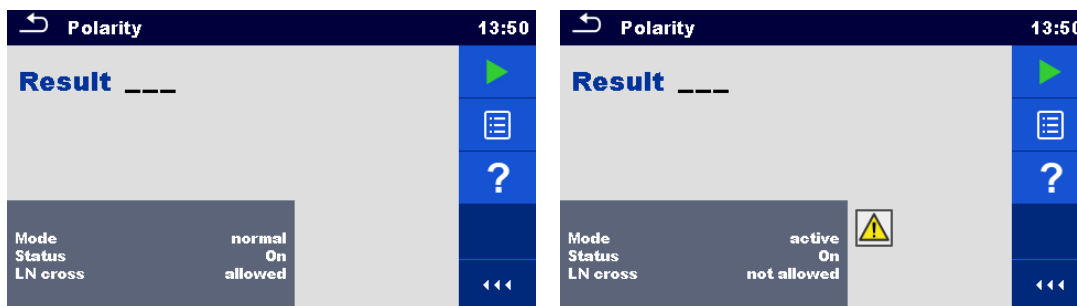 Polarity 13:50
Result ___
?
Mode normal
Status On
LN cross allowed
Polarity 13:50
Result ___
?
Mode active
Status On
LN cross not allowed